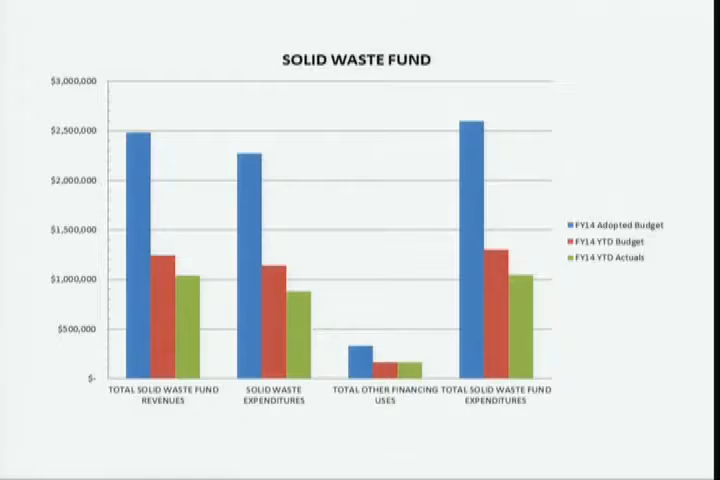 SOLID WASTE FUND
$3,000,000
$2,500,000
$2,000,000
$1,500,000
$1,000,000
$500,000
$-
TOTAL SOLID WASTE FUND
REVENUES
SOLID WASTE
EXPENDITURES
TOTAL OTHER FINANCING
USES
TOTAL SOLID WASTE FUND
EXPENDITURES
FY14 Adopted Budget
FY14 YTD Budget
FY14 YTD Actuals